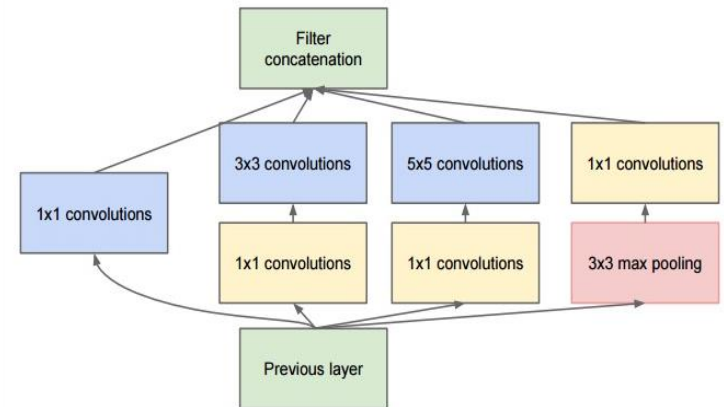 Filter
concatenation
3x3 convolutions
5x5 convolutions
1x1 convolutions
1x1 convolutions
1x1 convolutions
1x1 convolutions
3x3 max pooling
Previous layer